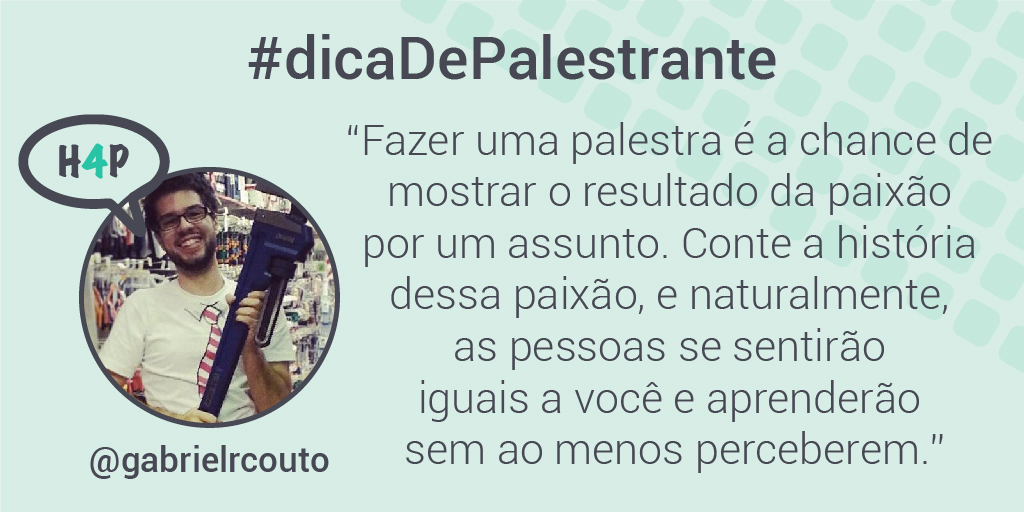 #dicaDePalestrante
H4P
“Fazer uma palestra é a chance de
mostrar o resultado da paixão
por um assunto. Conte a história
dessa paixão, e naturalmente,
as pessoas se sentirão
iguais a você e aprenderão
sem ao menos perceberem.”
@gabrielrcouto